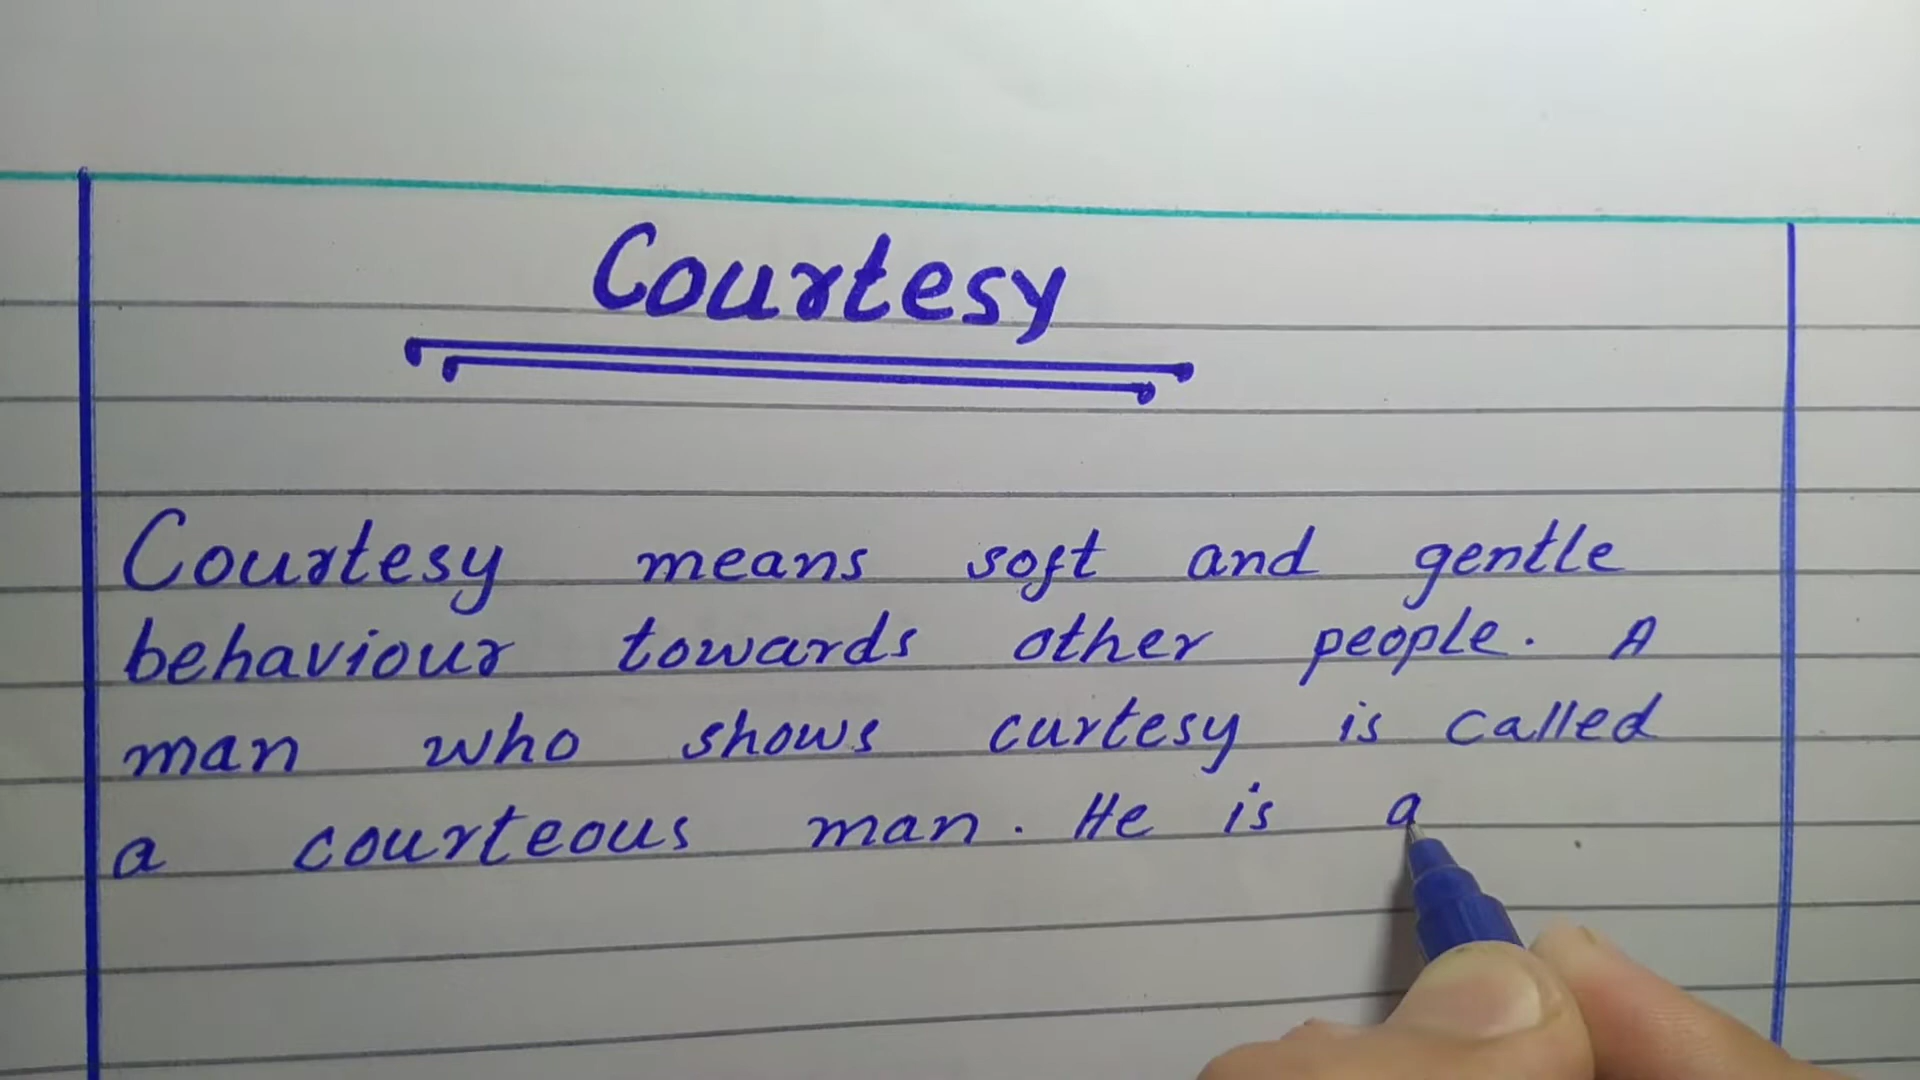 Courtesy
Courtesy means soft and gentle
behaviour towards other people. A
man who shows curtesy is called
a courteous man. He is a